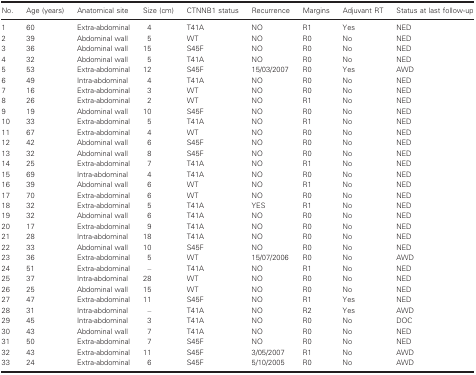 No. Age (years) Anatomical site Size (cm) CTNNB1 status Recurrence Margins Adjuvant RT Status at last follow-up
1 60 Extra-abdominal 4 T41A NO R1 Yes NED
2 39 Abdominal wall 5 WT NO R0 No NED
3 36 Abdominal wall 15 S45F NO R0 No NED
4 32 Abdominal wall 5 T41A NO R0 No NED
5 53 Extra-abdominal 12 S45F 15/03/2007 R0 Yes AWD
6 49 Intra-abdominal 4 T41A NO R0 No NED
7 16 Extra-abdominal 3 WT NO R0 No NED
8 26 Extra-abdominal 2 WT NO R1 No NED
9 19 Abdominal wall 10 S45F NO R0 No NED
10 33 Extra-abdominal 5 T41A NO R1 No NED
11 67 Extra-abdominal 4 WT NO R0 No NED
12 42 Abdominal wall 6 S45F NO R0 No NED
13 32 Abdominal wall 8 S45F NO R0 No NED
14 25 Extra-abdominal 7 T41A NO R1 No NED
15 69 Intra-abdominal 4 T41A NO R0 No NED
16 39 Abdominal wall 6 WT NO R1 No NED
17 70 Extra-abdominal 6 WT NO R0 No NED
18 32 Extra-abdominal 5 T41A YES R1 No NED
19 32 Abdominal wall 6 T41A NO R0 No NED
20 17 Extra-abdominal 9 T41A NO R0 No NED
21 28 Intra-abdominal 18 T41A NO R0 No NED
22 33 Abdominal wall 10 S45F NO R0 No NED
23 36 Extra-abdominal 5 WT 15/07/2006 R0 No AWD
24 51 Extra-abdominal – T41A NO R1 No NED
25 37 Intra-abdominal 28 WT NO R0 No NED
26 25 Abdominal wall 15 WT NO R0 No NED
27 47 Extra-abdominal 11 S45F NO R1 Yes NED
28 31 Intra-abdominal – T41A NO R2 Yes AWD
29 45 Intra-abdominal 3 T41A NO R0 No DOC
30 43 Abdominal wall 7 T41A NO R0 No NED
31 50 Extra-abdominal 7 S45F NO R0 No NED
32 43 Extra-abdominal 11 S45F 3/05/2007 R1 No AWD
33 24 Extra-abdominal 6 S45F 5/10/2005 R0 No AWD